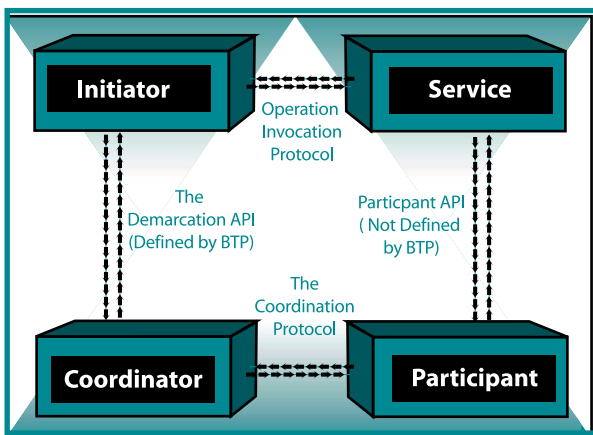 Initiator
Service
Operation
Invocation
Protocol
The
Demarcation API
(Defined by BTP)
Particpant API
( Not Defined
by BTP)
The
Coordination
Protocol
Coordinator
Participant